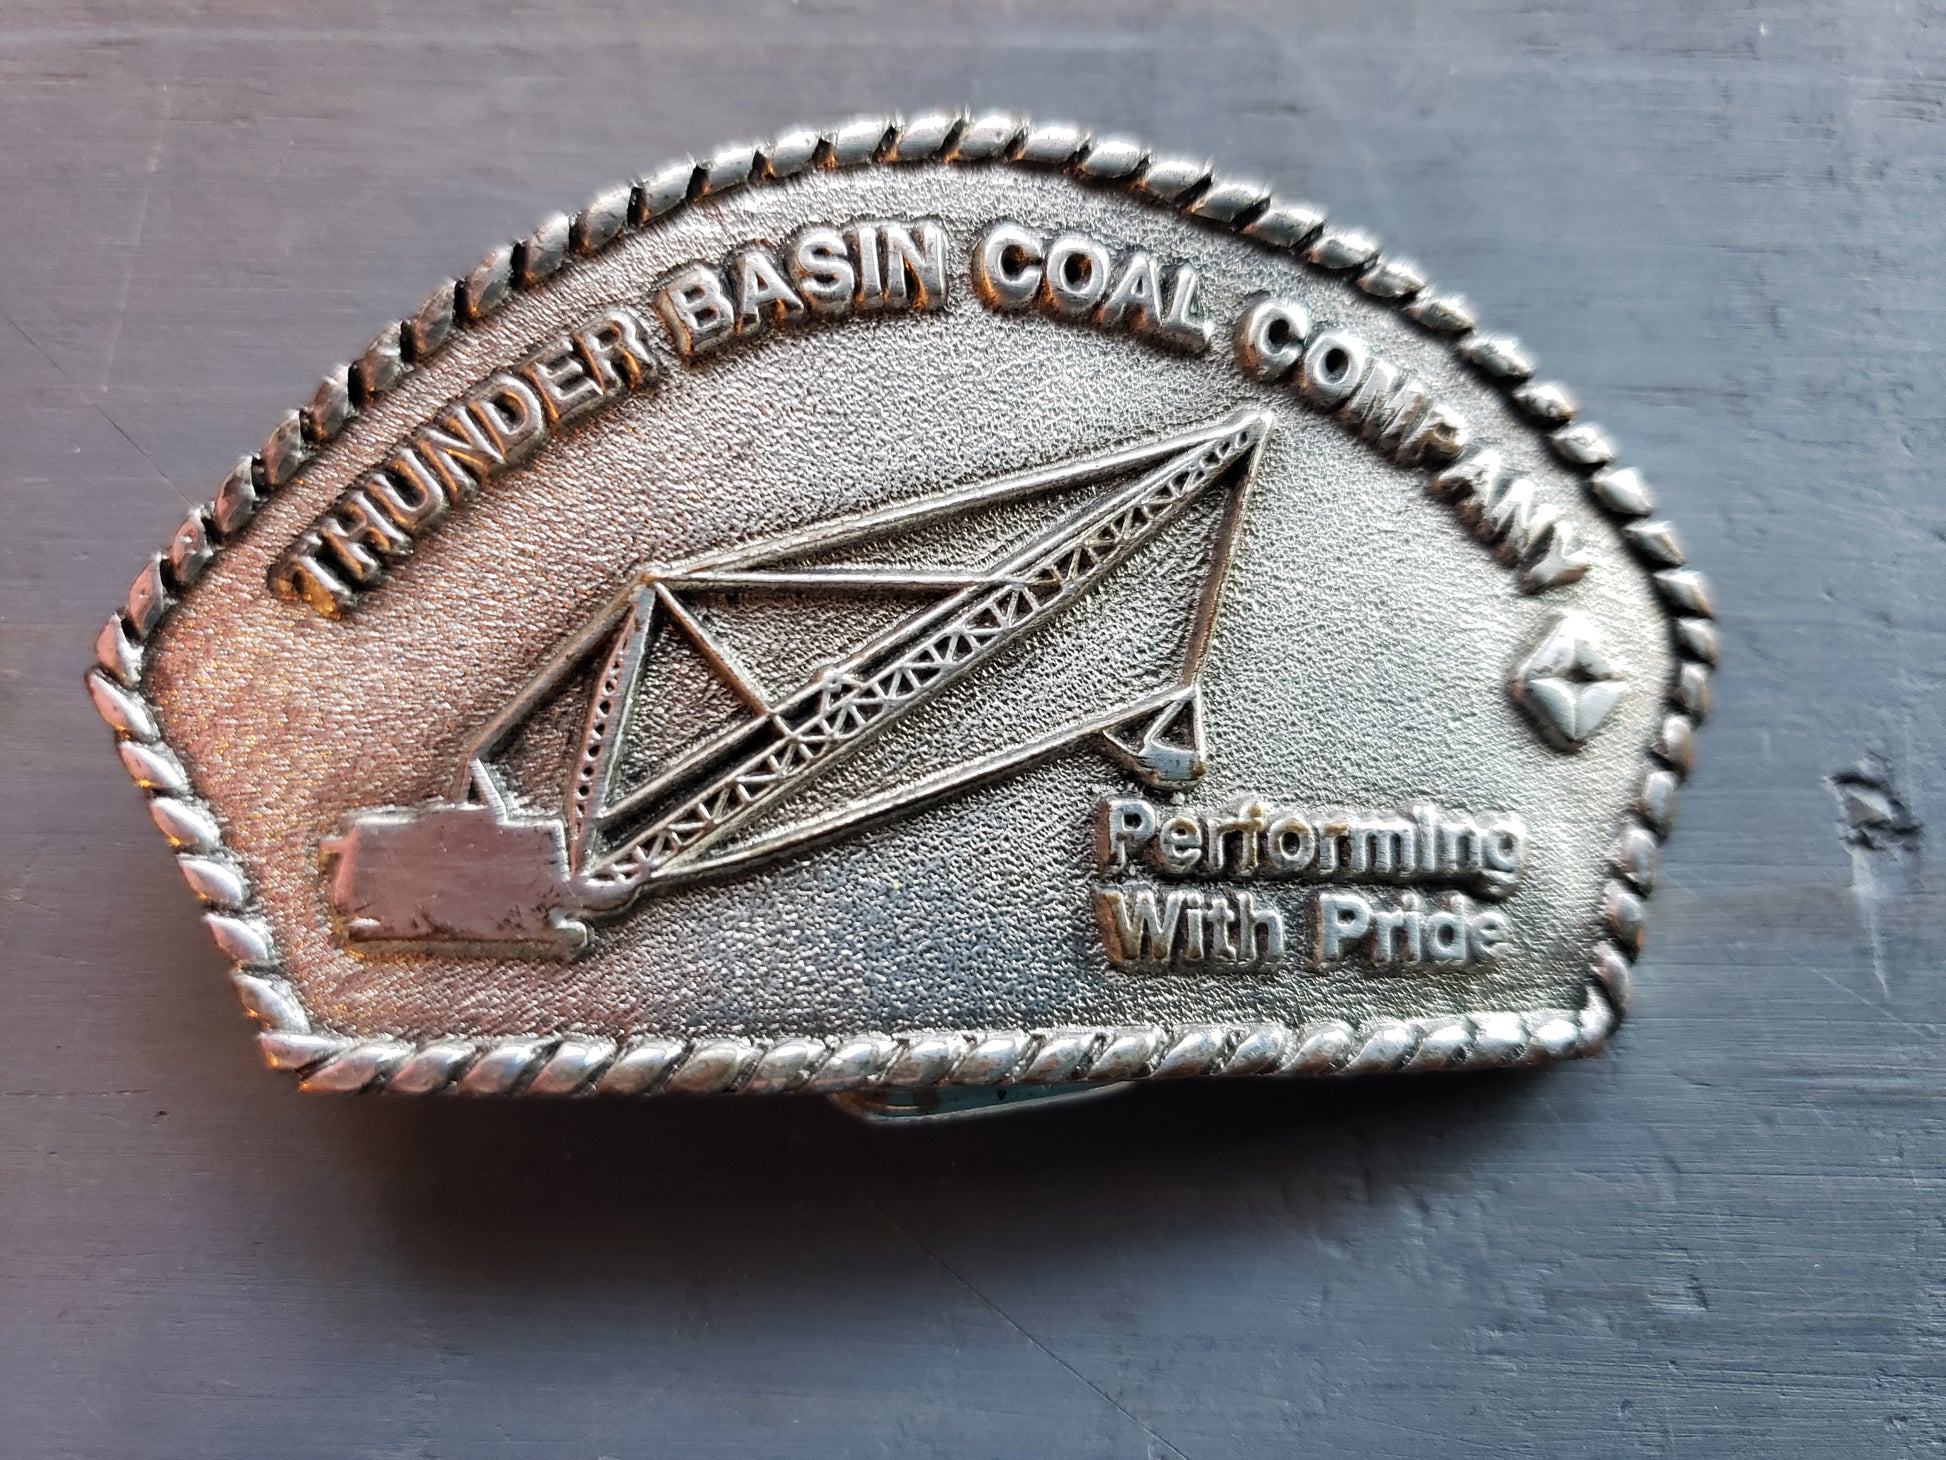 THUNDER BASIN COAL COMPANY
Performing
With Pride